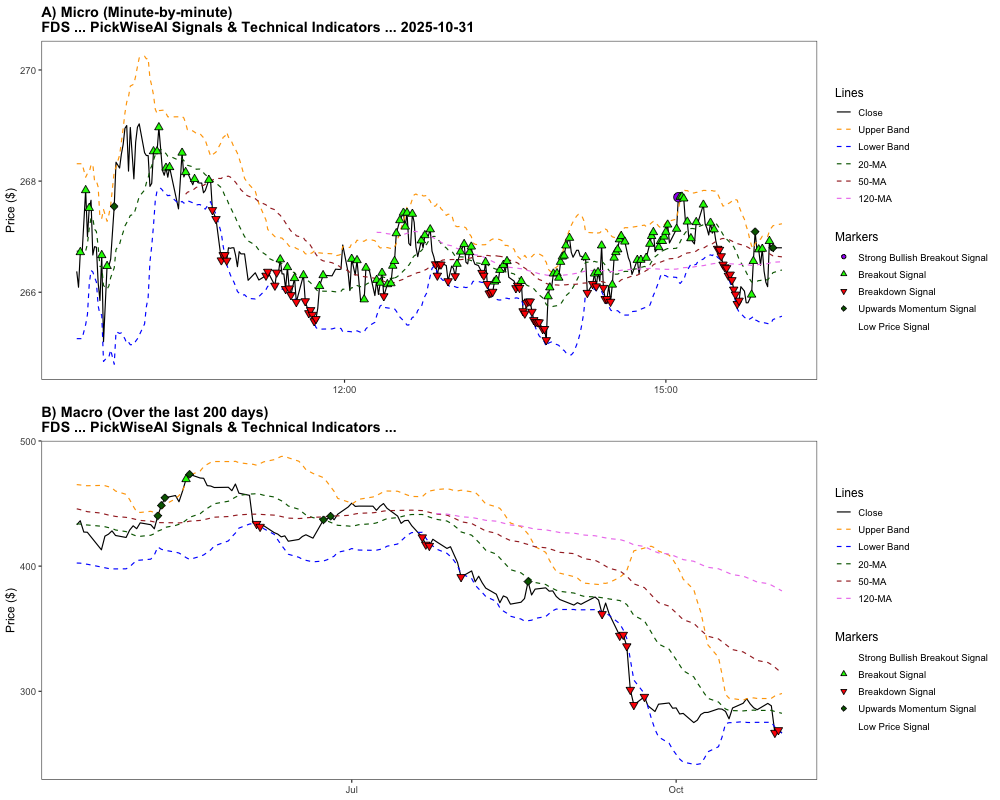 A) Micro (Minute-by-minute)
FDS ... PickWiseAI Signals & Technical Indicators ... 2025-10-31
270
268
266
Price ($)
12:00
15:00
Lines
Close
Upper Band
Lower Band
20-MA
50-MA
120-MA
Markers
Strong Bullish Breakout Signal
Breakout Signal
Breakdown Signal
Upwards Momentum Signal
Low Price Signal
B) Macro (Over the last 200 days)
FDS ... PickWiseAI Signals & Technical Indicators ...
500
400
300
Price ($)
Jul
Oct
Lines
Close
Upper Band
Lower Band
20-MA
50-MA
120-MA
Markers
Strong Bullish Breakout Signal
Breakout Signal
Breakdown Signal
Upwards Momentum Signal
Low Price Signal